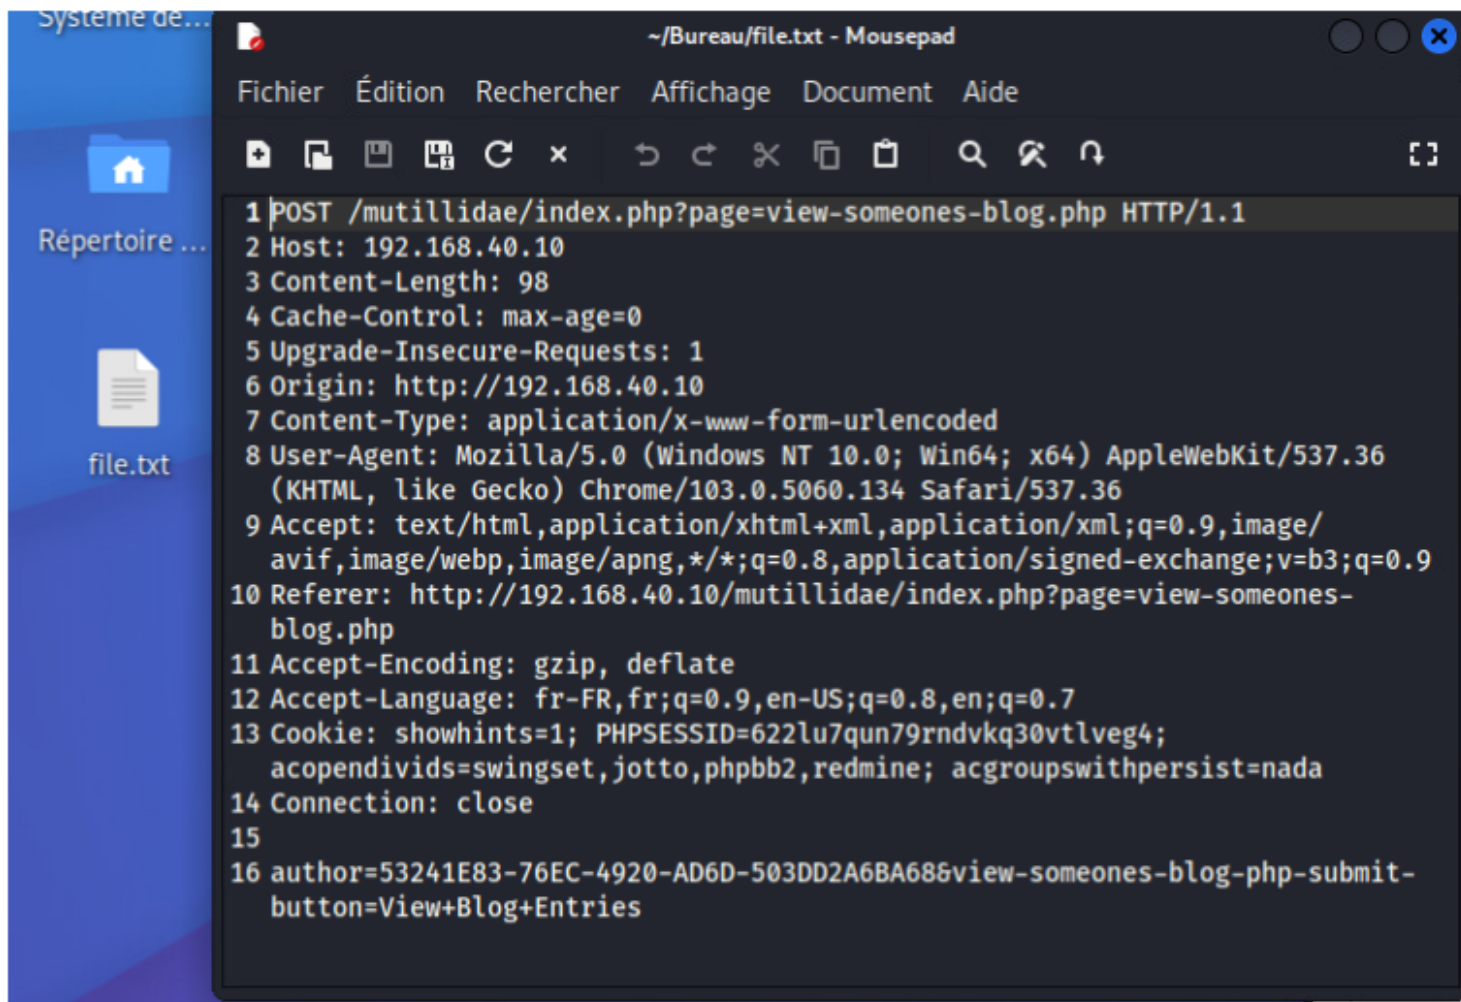 Système de...
Répertoire ...
file.txt
~/Bureau/file.txt - Mousepad
Fichier Édition Rechercher Affichage Document Aide
1 POST /mutillidae/index.php?page=view-someones-blog.php HTTP/1.1
2 Host: 192.168.40.10
3 Content-Length: 98
4 Cache-Control: max-age=0
5 Upgrade-Insecure-Requests: 1
6 Origin: http://192.168.40.10
7 Content-Type: application/x-www-form-urlencoded
8 User-Agent: Mozilla/5.0 (Windows NT 10.0; Win64; x64) AppleWebKit/537.36
(KHTML, like Gecko) Chrome/103.0.5060.134 Safari/537.36
9 Accept: text/html,application/xhtml+xml,application/xml;q=0.9,image/
avif,image/webp,image/apng,*/*;q=0.8,application/signed-exchange;v=b3;q=0.9
10 Referer: http://192.168.40.10/mutillidae/index.php?page=view-someones-
blog.php
11 Accept-Encoding: gzip, deflate
12 Accept-Language: fr-FR,fr;q=0.9,en-US;q=0.8,en;q=0.7
13 Cookie: showhints=1; PHPSESSID=622lu7qun79rndvkq30vtlveg4;
acopendivids=swingset,jotto,phpbb2,redmine; acgroupswithpersist=nada
14 Connection: close
15
16 author=53241E83-76EC-4920-AD6D-503DD2A6BA68&view-someones-blog-php-submit-
button=View+Blog+Entries